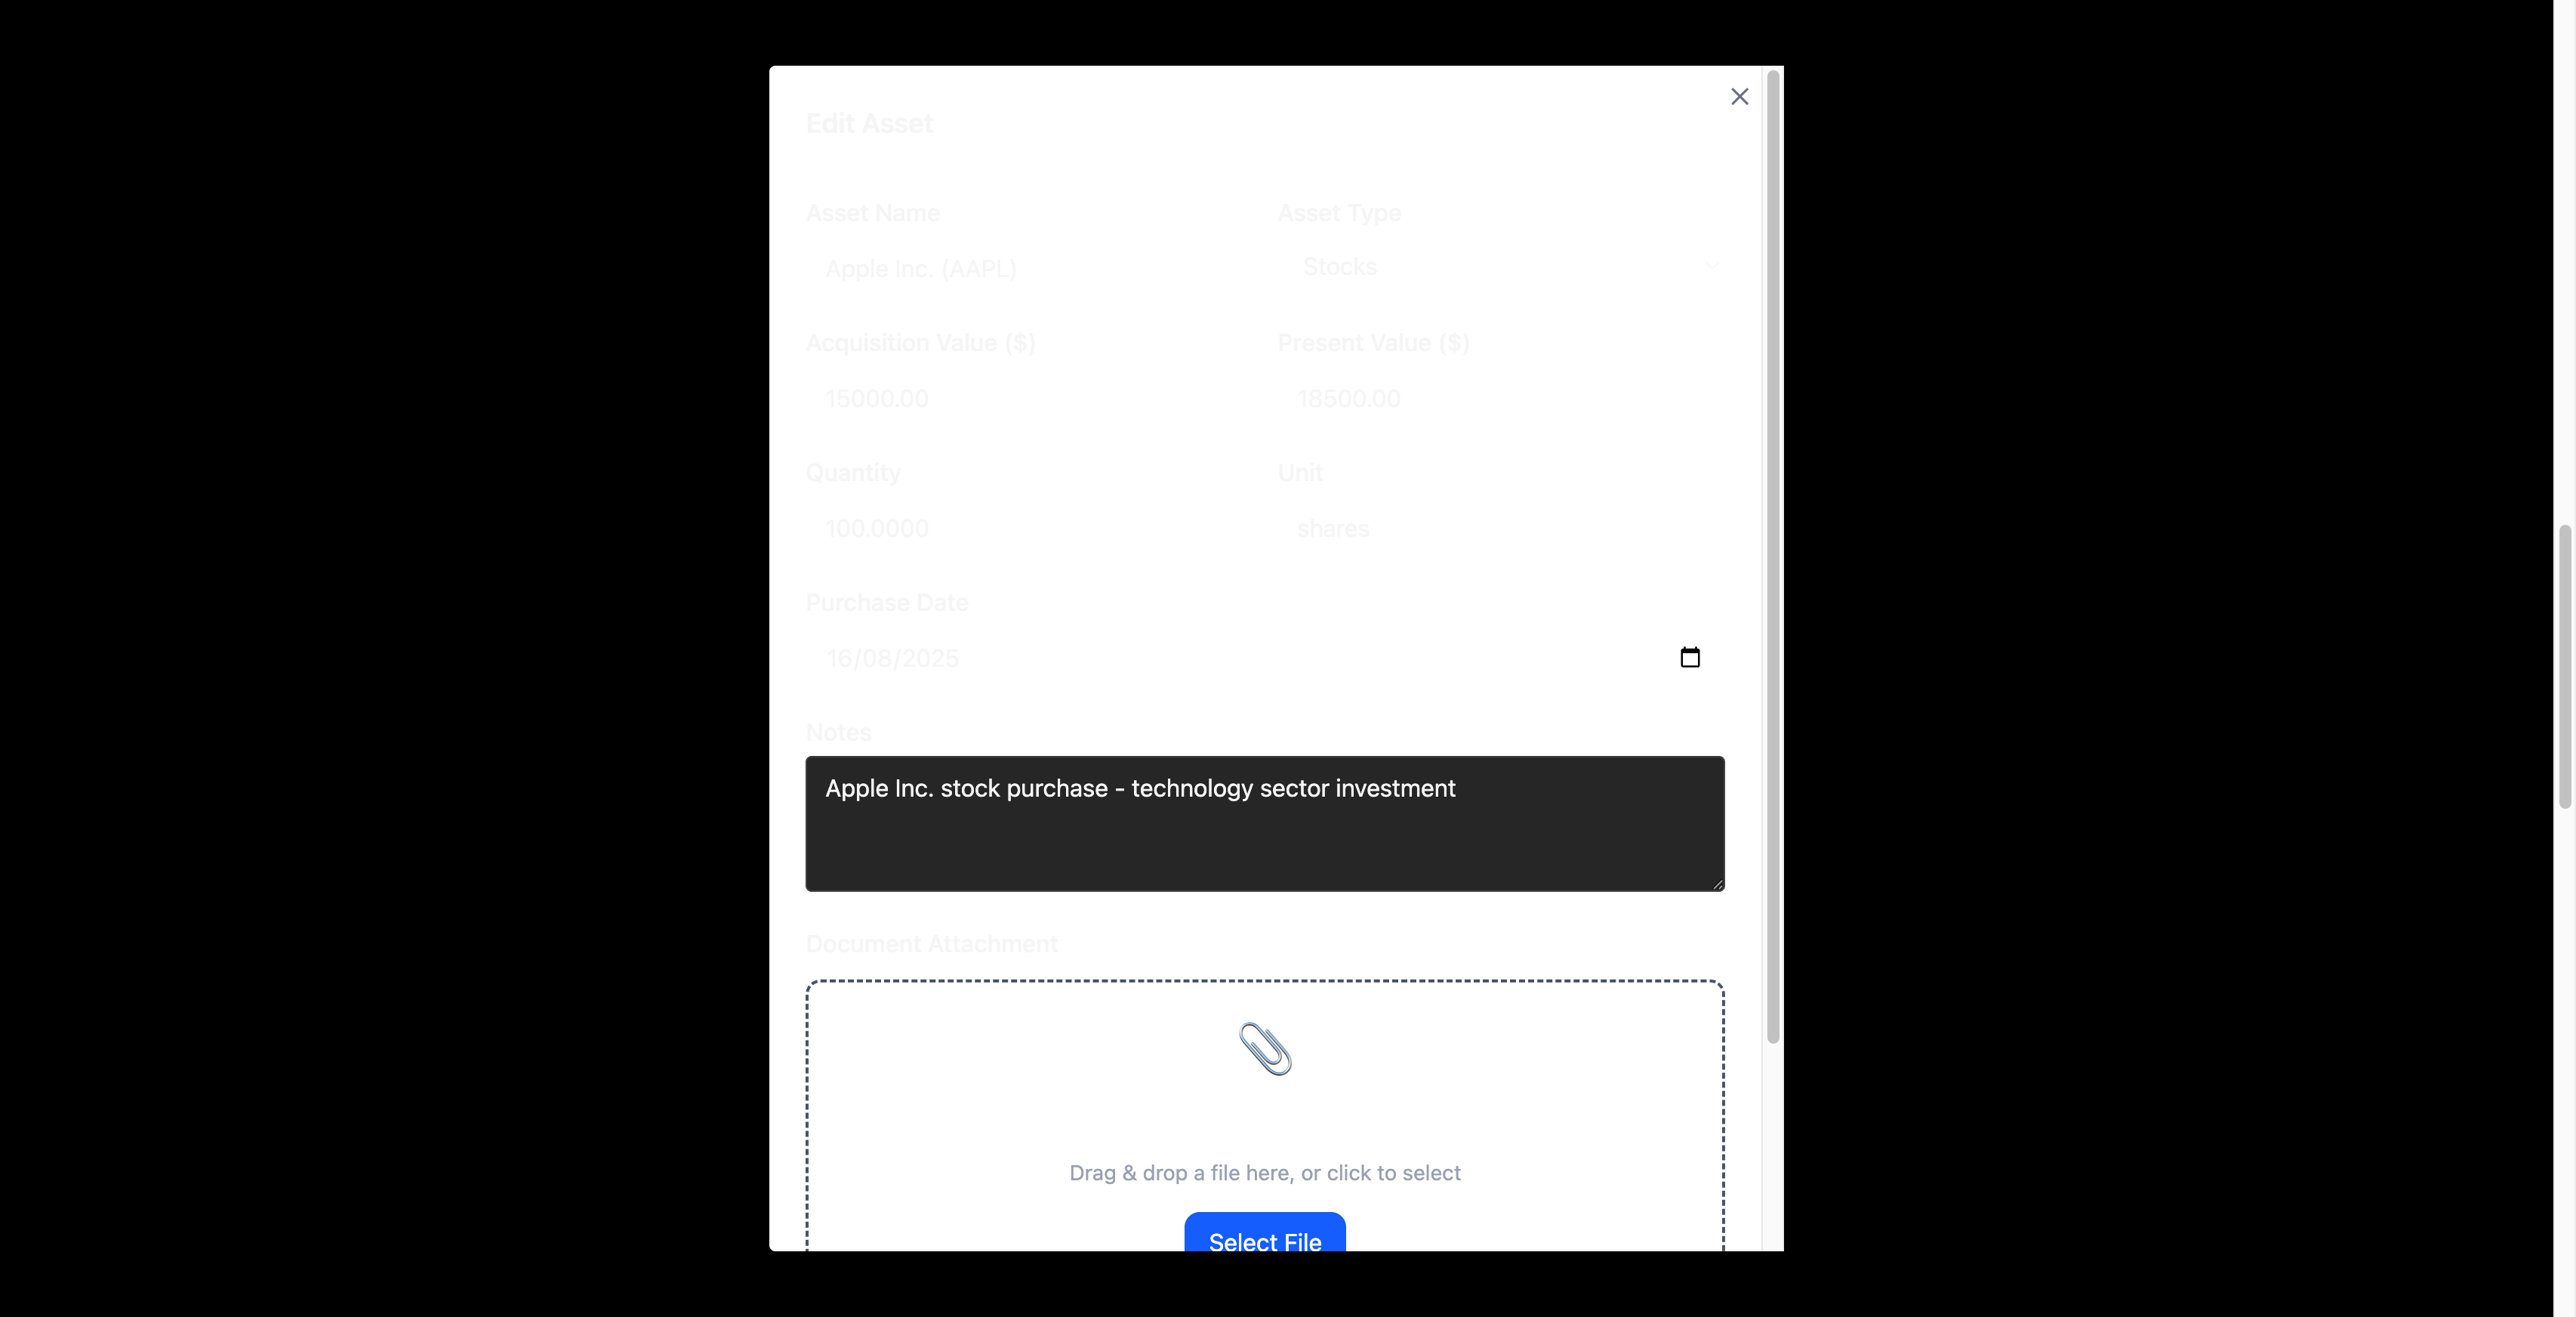 Edit Asset
Asset Name
Asset Type
Apple Inc. (AAPL)
Stocks
Acquisition Value ($)
Present Value ($)
15000.00
18500.00
Quantity
Unit
100.0000
shares
Purchase Date
16/08/2025
Notes
Apple Inc. stock purchase - technology sector investment
Document Attachment
Drag & drop a file here, or click to select
Select File